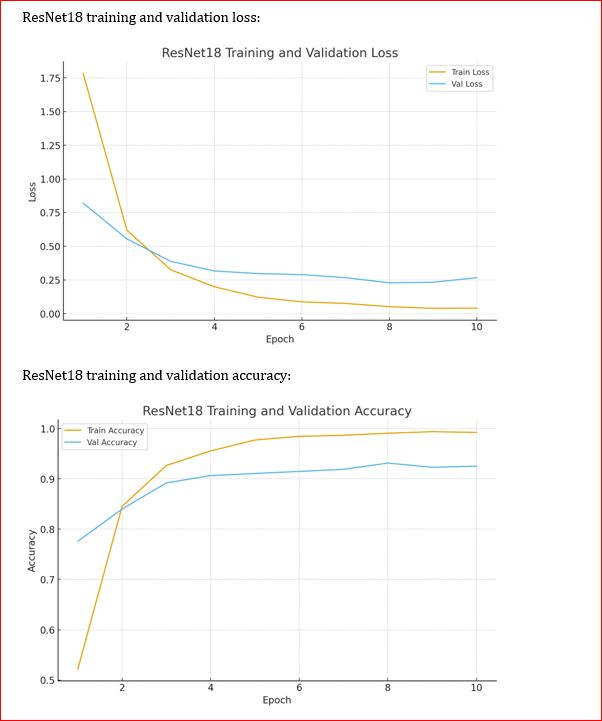 ResNet18 training and validation loss:
ResNet18 Training and Validation Loss
Train Loss
Val Loss
1.75
1.50
1.25
1.00
0.75
0.50
0.25
0.00
Loss
2 4 6 8 10
Epoch
ResNet18 training and validation accuracy:
ResNet18 Training and Validation Accuracy
Train Accuracy
Val Accuracy
1.0
0.9
0.8
0.7
0.6
0.5
Accuracy
2 4 6 8 10
Epoch